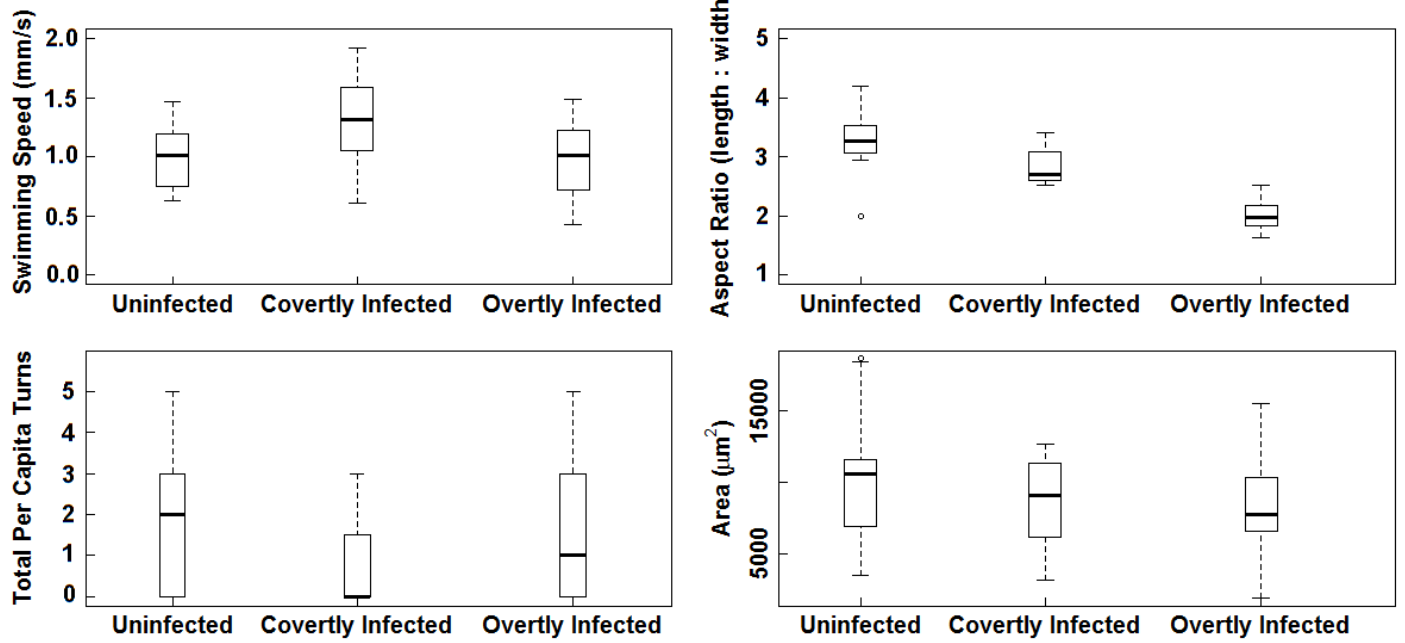 Swimming Speed (mm/s)
2.0
1.5
1.0
0.5
0.0
Uninfected Covertly Infected Overtly Infected
Aspect Ratio (length : width
5
4
3
2
1
Uninfected Covertly Infected Overtly Infected
Total Per Capita Turns
5
4
3
2
1
0
Uninfected Covertly Infected Overtly Infected
Area (μm²)
15000
5000
Uninfected Covertly Infected Overtly Infected